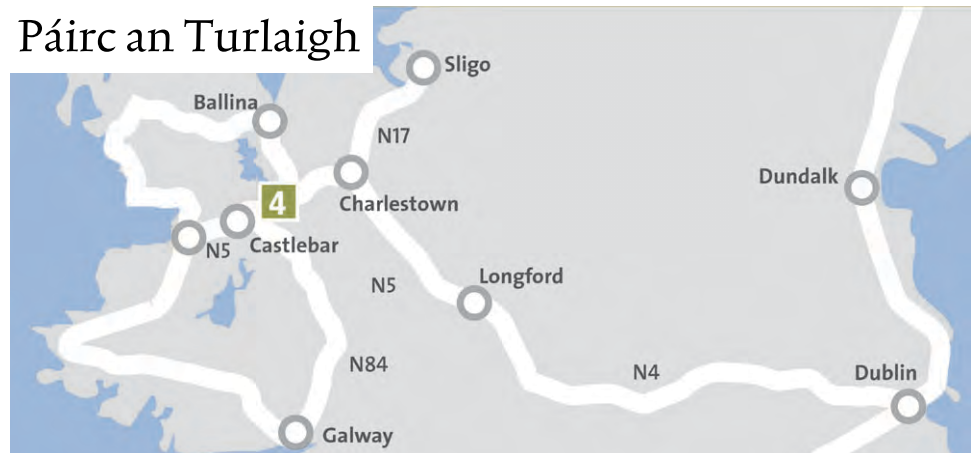 Páirc an Turlaigh
Sligo
Ballina
N17
Dundalk
4
Charlestown
N5
Castlebar
Longford
N5
N84
N4
Dublin
Galway